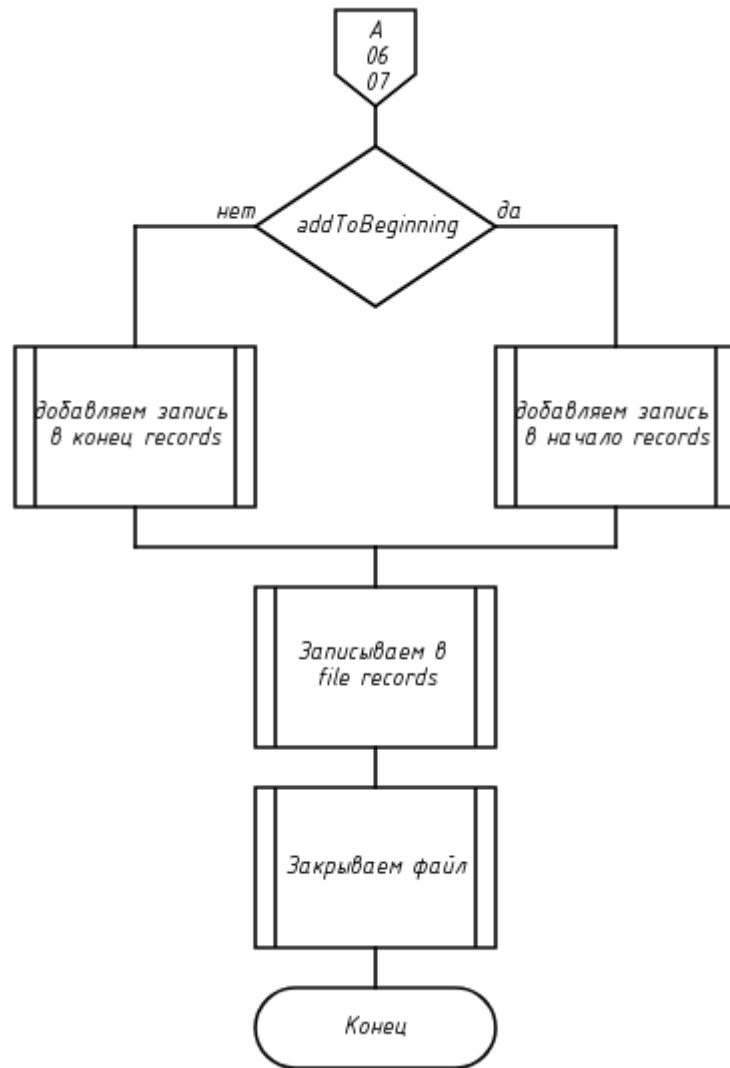 А
06
07
addToBeginning
нет
да
добавляем запись
в конец records
добавляем запись
в начало records
Записываем в
file records
Закрываем файл
Конец